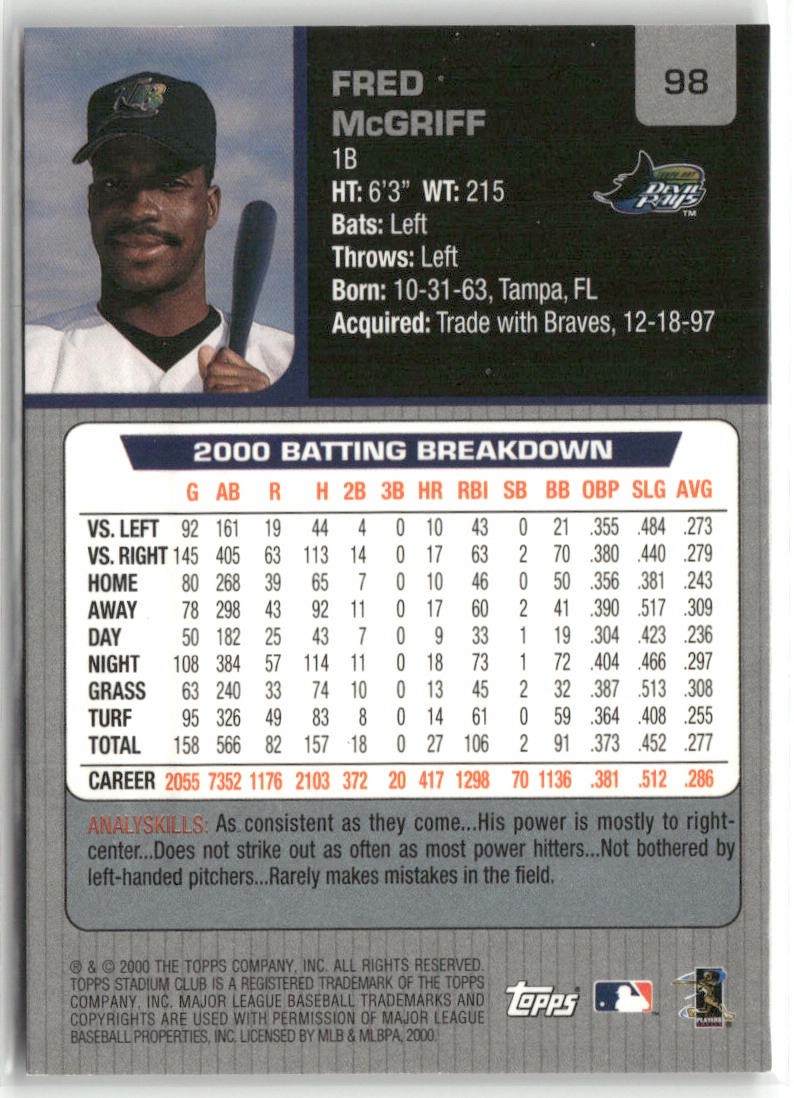 98
FRED
McGRIFF
1B
HT: 6'3" WT: 215
Bats: Left
Throws: Left
Born: 10-31-63, Tampa, FL
Acquired: Trade with Braves, 12-18-97
DEVIL
RAYS
TM
TB
2000 BATTING BREAKDOWN
G AB R H 2B 3B HR RBI SB BB OBP SLG AVG
VS. LEFT 92 161 19 44 4 0 10 43 0 21 .355 .484 .273
VS. RIGHT 145 405 63 113 14 0 17 63 2 70 .380 .440 .279
HOME 80 268 39 65 7 0 10 46 0 50 .356 .381 .243
AWAY 78 298 43 92 11 0 17 60 2 41 .390 .517 .309
DAY 50 182 25 43 7 0 9 33 1 19 .304 .423 .236
NIGHT 108 384 57 114 11 0 18 73 1 72 .404 .466 .297
GRASS 63 240 33 74 10 0 13 45 2 32 .387 .513 .308
TURF 95 326 49 83 8 0 14 61 0 59 .364 .408 .255
TOTAL 158 566 82 157 18 0 27 106 2 91 .373 .452 .277
CAREER 2055 7352 1176 2103 372 20 417 1298 70 1136 .381 .512 .286
ANALYSKILLS: As consistent as they come...His power is mostly to right-
center...Does not strike out as often as most power hitters...Not bothered by
left-handed pitchers...Rarely makes mistakes in the field.
® & © 2000 THE TOPPS COMPANY, INC. ALL RIGHTS RESERVED.
TOPPS STADIUM CLUB IS A REGISTERED TRADEMARK OF THE TOPPS
COMPANY, INC. MAJOR LEAGUE BASEBALL TRADEMARKS AND
COPYRIGHTS ARE USED WITH PERMISSION OF MAJOR LEAGUE
BASEBALL PROPERTIES, INC. LICENSED BY MLB & MLBPA, 2000.
TOPPS®
PLAYERS